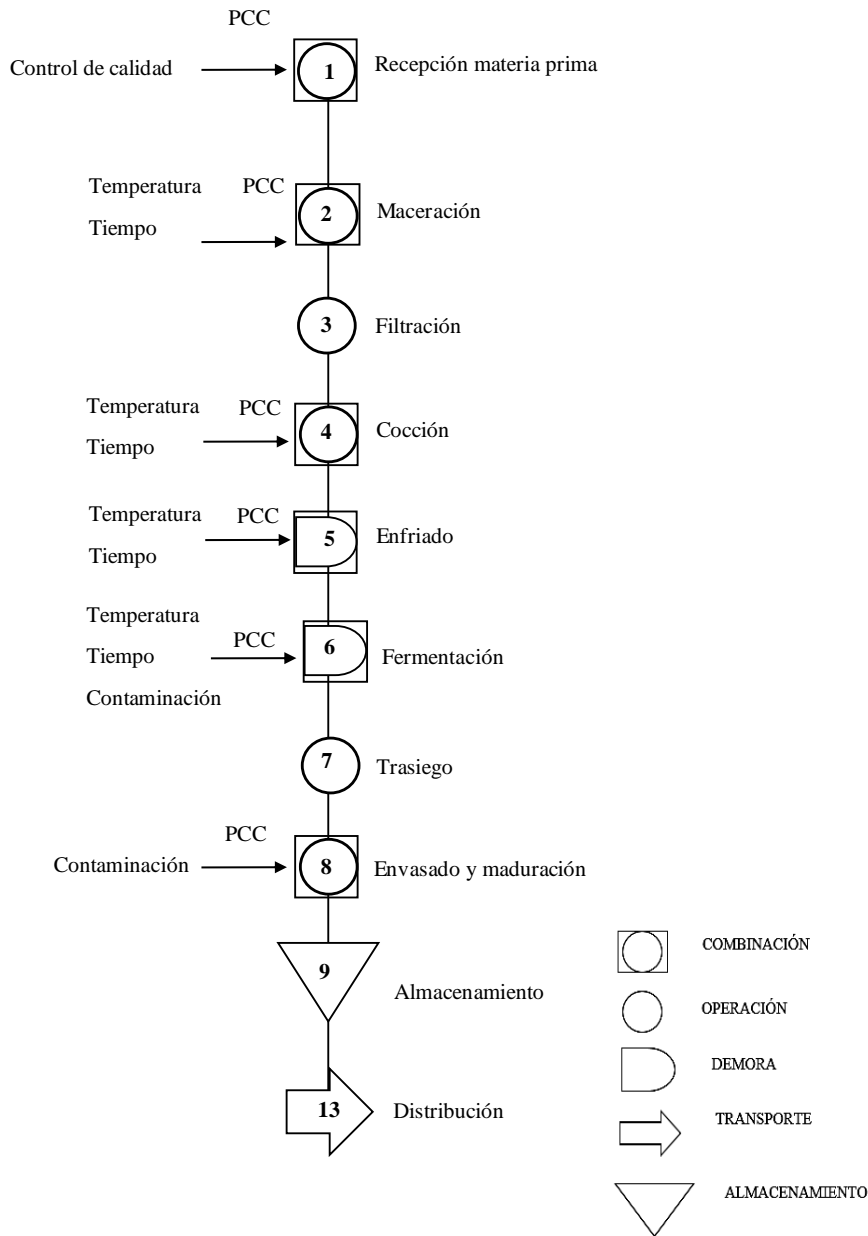 PCC
Control de calidad
1
Recepción materia prima
Temperatura
PCC
Tiempo
2
Maceración
3
Filtración
Temperatura
PCC
Tiempo
4
Cocción
Temperatura
PCC
Tiempo
5
Enfriado
Temperatura
PCC
Tiempo
Contaminación
6
Fermentación
7
Trasiego
PCC
Contaminación
8
Envasado y maduración
9
Almacenamiento
13
Distribución
COMBINACIÓN
OPERACIÓN
DEMORA
TRANSPORTE
ALMACENAMIENTO